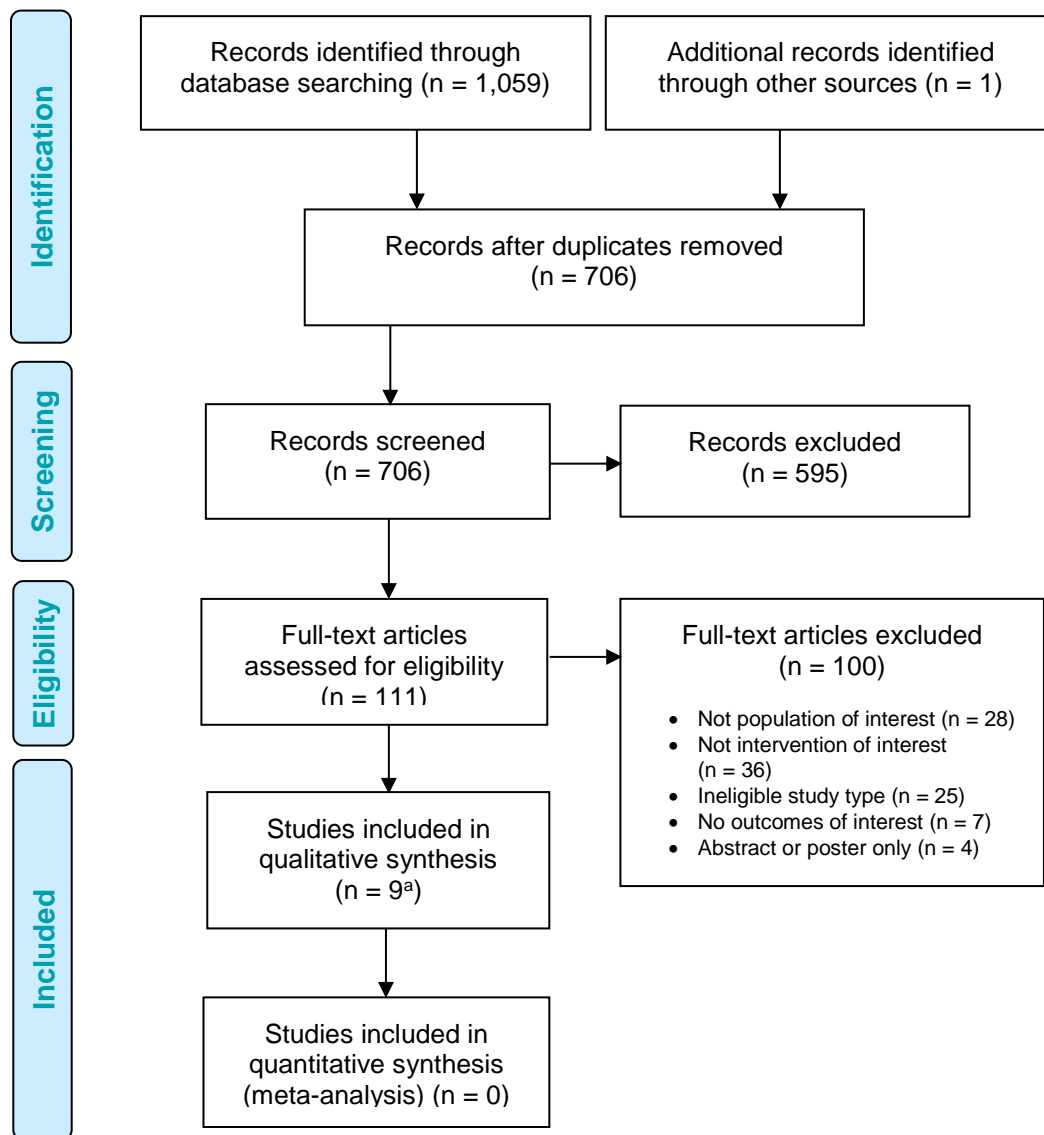 Identification
Records identified through
database searching (n = 1,059)
Additional records identified
through other sources (n = 1)
Records after duplicates removed
(n = 706)
Screening
Records screened
(n = 706)
Records excluded
(n = 595)
Eligibility
Full-text articles
assessed for eligibility
(n = 111)
Full-text articles excluded
(n = 100)
• Not population of interest (n = 28)
• Not intervention of interest
(n = 36)
• Ineligible study type (n = 25)
• No outcomes of interest (n = 7)
• Abstract or poster only (n = 4)
Included
Studies included in
qualitative synthesis
(n = 9ᵃ)
Studies included in
quantitative synthesis
(meta-analysis) (n = 0)